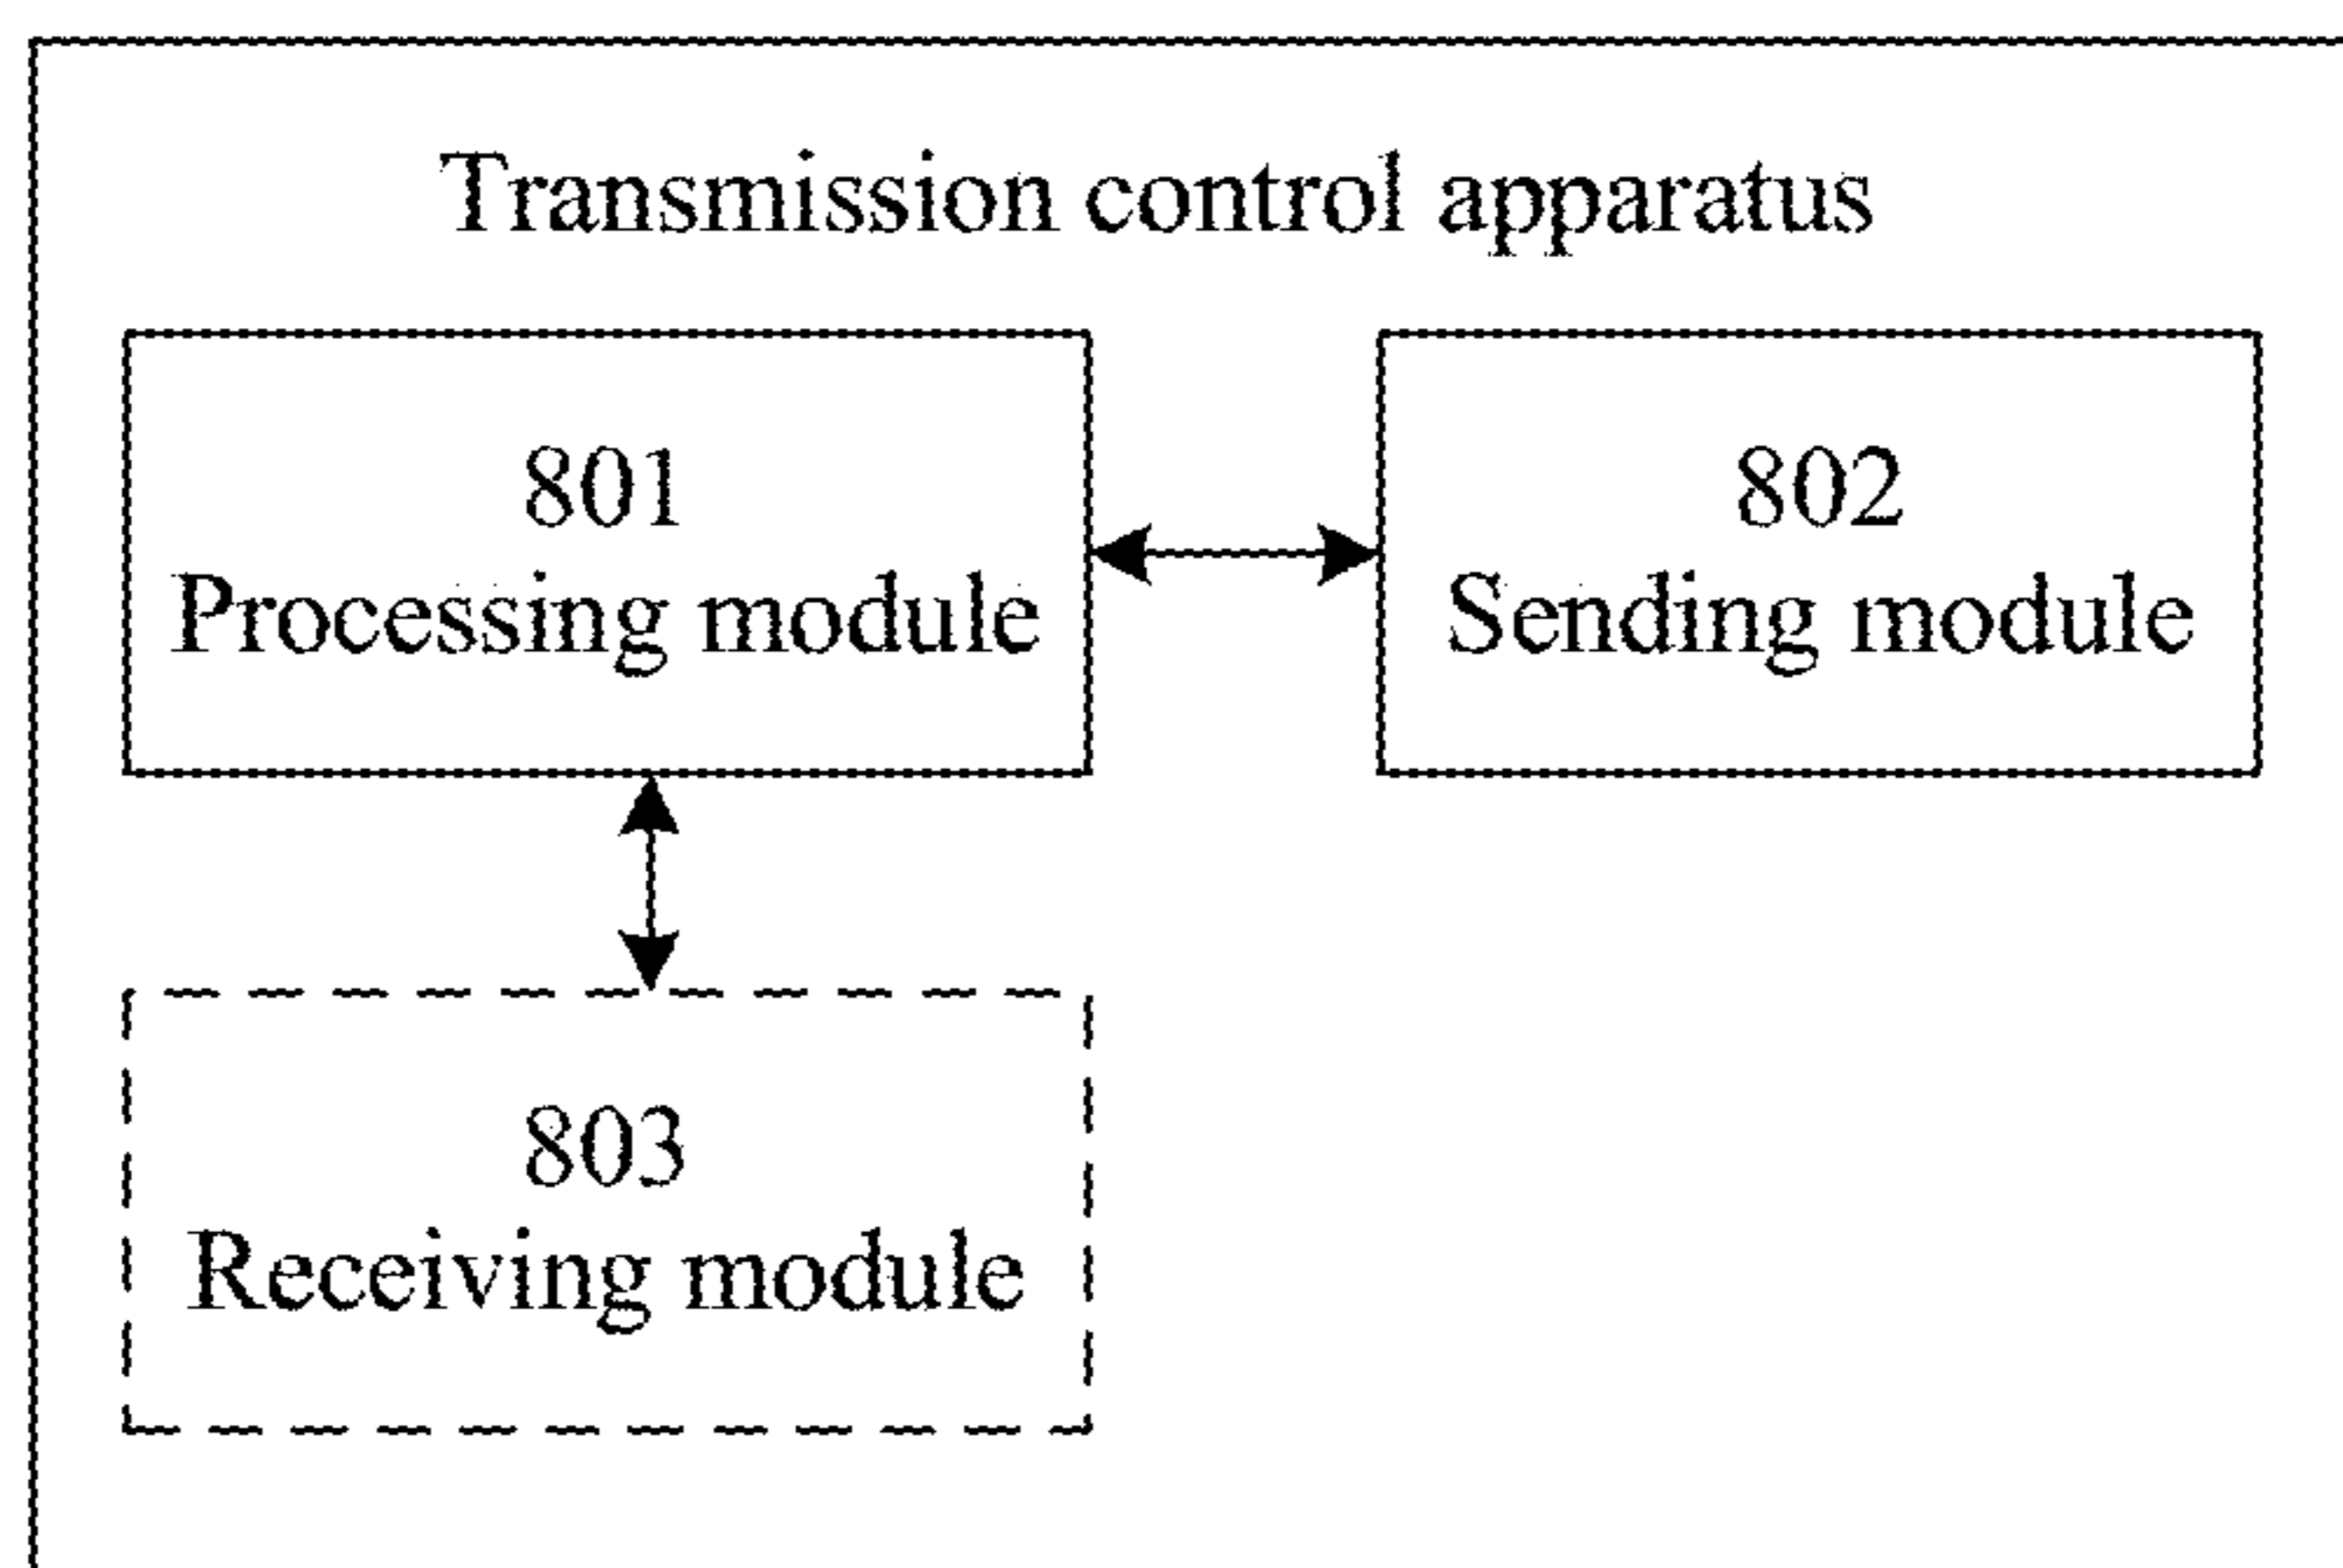 Transmission control apparatus
801
Processing module
802
Sending module
803
Receiving module